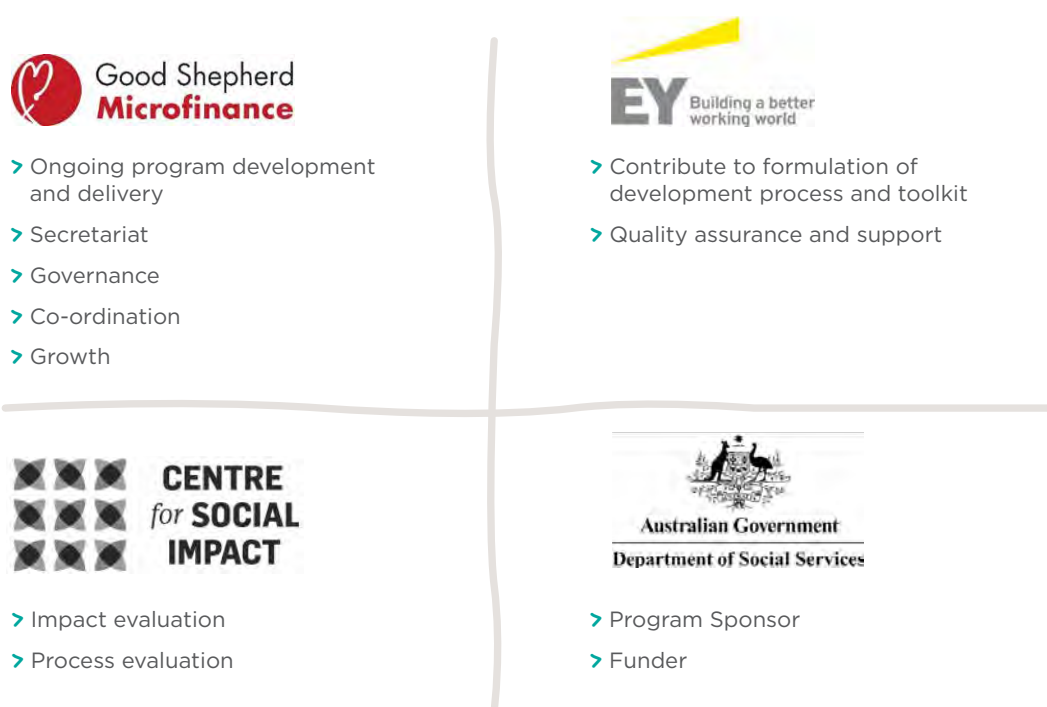 Good Shepherd
Microfinance
> Ongoing program development
and delivery
> Secretariat
> Governance
> Co-ordination
> Growth
EY Building a better
working world
> Contribute to formulation of
development process and toolkit
> Quality assurance and support
CENTRE
for SOCIAL
IMPACT
> Impact evaluation
> Process evaluation
Australian Government
Department of Social Services
> Program Sponsor
> Funder